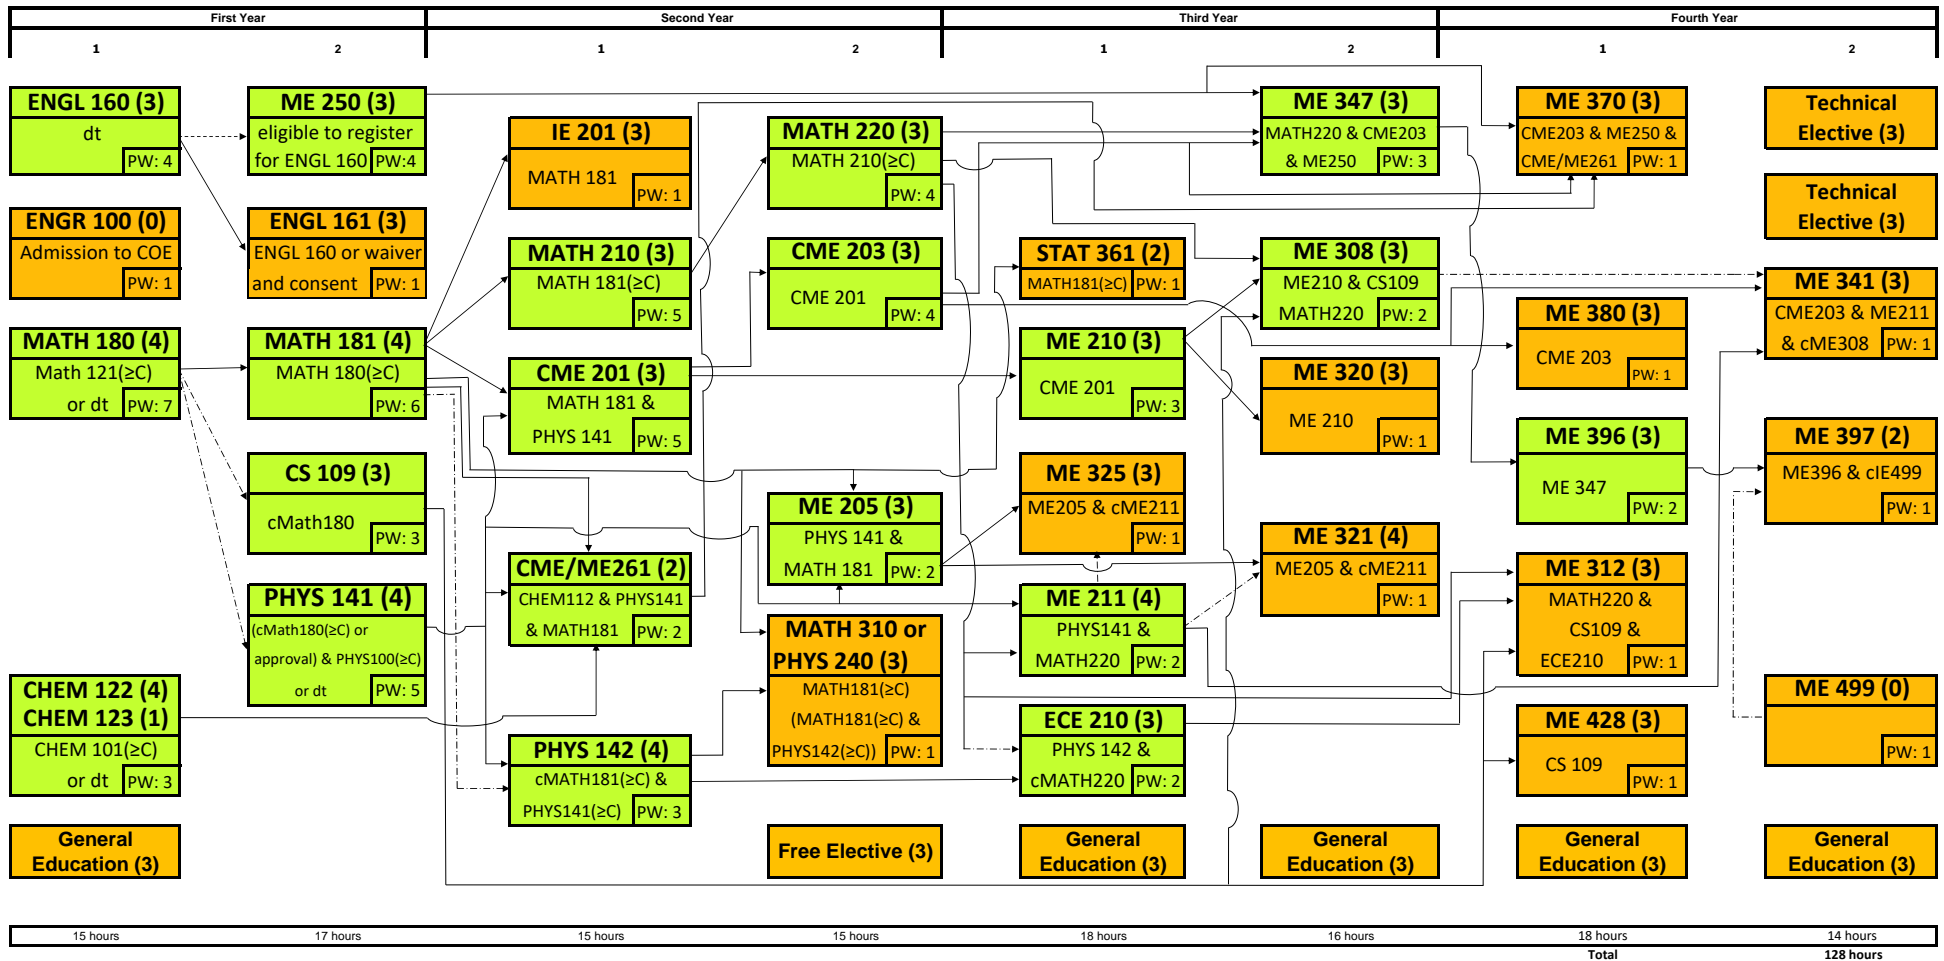 First Year
Second Year
Third Year
Fourth Year
1
2
1
2
1
2
1
2
ENGL 160 (3)
dt
PW: 4
ENGR 100 (0)
Admission to COE
PW: 1
MATH 180 (4)
Math 121(≥C)
or dt
PW: 7
CHEM 122 (4)
CHEM 123 (1)
CHEM 101(≥C)
or dt
PW: 3
General
Education (3)
ME 250 (3)
eligible to register
for ENGL 160
PW:4
ENGL 161 (3)
ENGL 160 or waiver
and consent
PW: 1
MATH 181 (4)
MATH 180(≥C)
PW: 6
CS 109 (3)
cMath180
PW: 3
PHYS 141 (4)
(cMath180(≥C) or
approval) & PHYS100(≥C)
or dt
PW: 5
IE 201 (3)
MATH 181
PW: 1
MATH 210 (3)
MATH 181(≥C)
PW: 5
CME 201 (3)
MATH 181 &
PHYS 141
PW: 5
CME/ME261 (2)
CHEM112 & PHYS141
& MATH181
PW: 2
PHYS 142 (4)
cMATH181(≥C) &
PHYS141(≥C)
PW: 3
MATH 220 (3)
MATH 210(≥C)
PW: 4
CME 203 (3)
CME 201
PW: 4
ME 205 (3)
PHYS 141 &
MATH 181
PW: 2
MATH 310 or
PHYS 240 (3)
MATH181(≥C)
(MATH181(≥C) &
PHYS142(≥C))
PW: 1
Free Elective (3)
STAT 361 (2)
MATH181(≥C)
PW: 1
ME 210 (3)
CME 201
PW: 3
ME 325 (3)
ME205 & cME211
PW: 1
ME 211 (4)
PHYS141 &
MATH220
PW: 2
ECE 210 (3)
PHYS 142 &
cMATH220
PW: 2
General
Education (3)
ME 347 (3)
MATH220 & CME203
& ME250
PW: 3
ME 308 (3)
ME210 & CS109
MATH220
PW: 2
ME 320 (3)
ME 210
PW: 1
ME 321 (4)
ME205 & cME211
PW: 1
General
Education (3)
ME 370 (3)
CME203 & ME250 &
CME/ME261
PW: 1
ME 380 (3)
CME 203
PW: 1
ME 396 (3)
ME 347
PW: 2
ME 312 (3)
MATH220 &
CS109 &
ECE210
PW: 1
ME 428 (3)
CS 109
PW: 1
General
Education (3)
Technical
Elective (3)
Technical
Elective (3)
ME 341 (3)
CME203 & ME211
& cME308
PW: 1
ME 397 (2)
ME396 & cIE499
PW: 1
ME 499 (0)
PW: 1
General
Education (3)
15 hours
17 hours
15 hours
15 hours
18 hours
16 hours
18 hours
14 hours
Total
128 hours